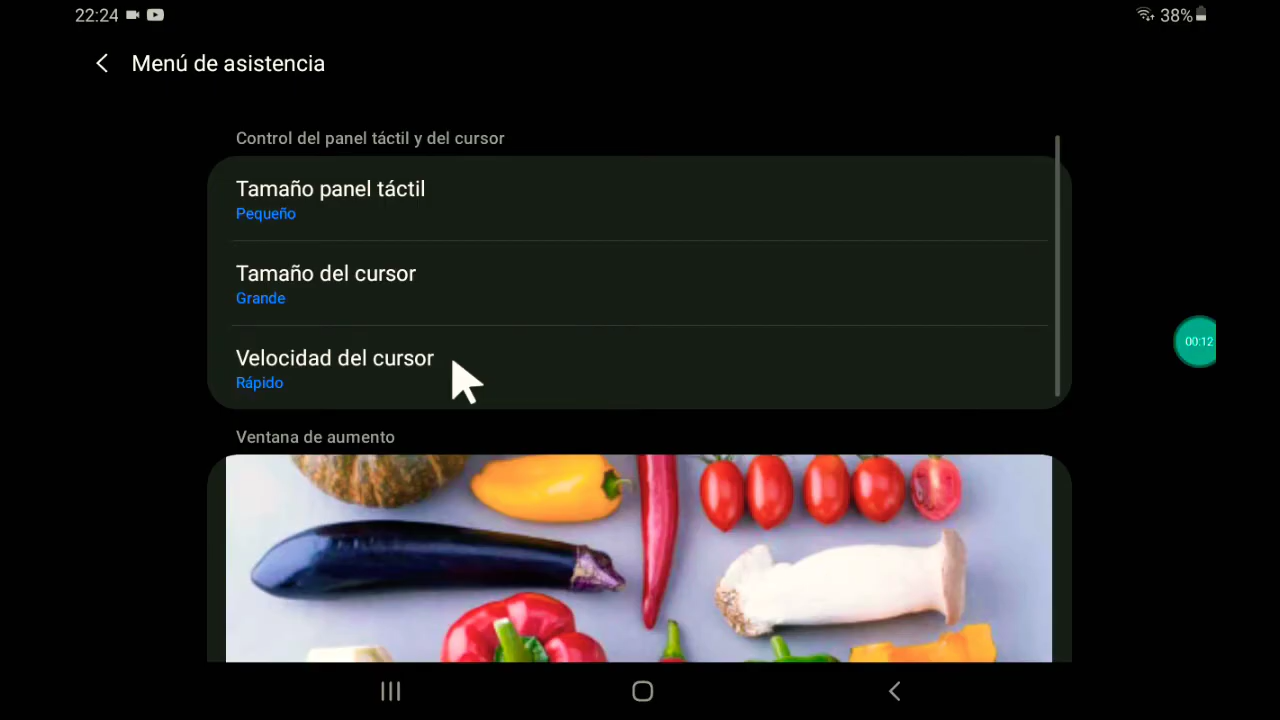 22:24
38%
Menú de asistencia
Control del panel táctil y del cursor
Tamaño panel táctil
Pequeño
Tamaño del cursor
Grande
Velocidad del cursor
Rápido
00:12
Ventana de aumento